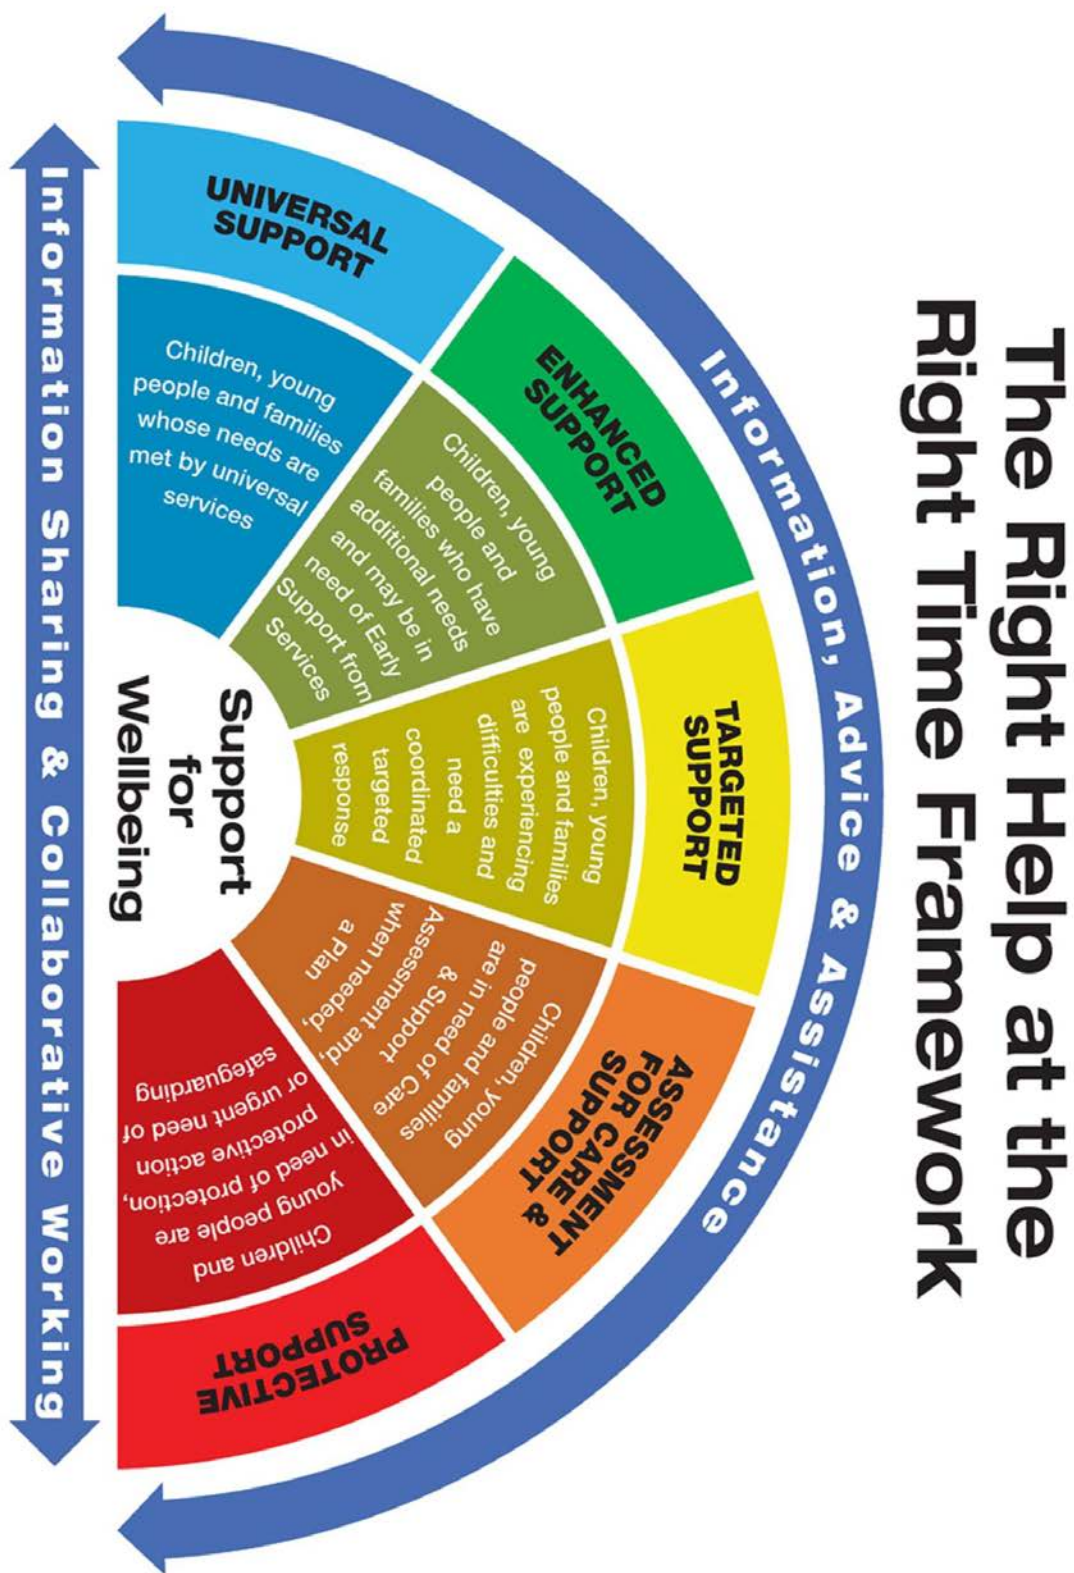 The Right Help at the
Right Time Framework
Information, Advice & Assistance
UNIVERSAL
SUPPORT
Children, young
people and families
whose needs are
met by universal
services
ENHANCED
SUPPORT
Children, young
people and
families who have
additional needs
and may be in
need of Early
Support from
Services
TARGETED
SUPPORT
Children, young
people and families
are experiencing
difficulties and
need a
coordinated
targeted
response
ASSESSMENT
FOR CARE &
SUPPORT
Children, young
people and families
are in need of Care
& Support
Assessment and,
when needed,
a Plan
PROTECTIVE
SUPPORT
Children and
young people are
in need of protection,
protective action
or urgent need of
safeguarding
Support
for
Wellbeing
Information Sharing & Collaborative Working